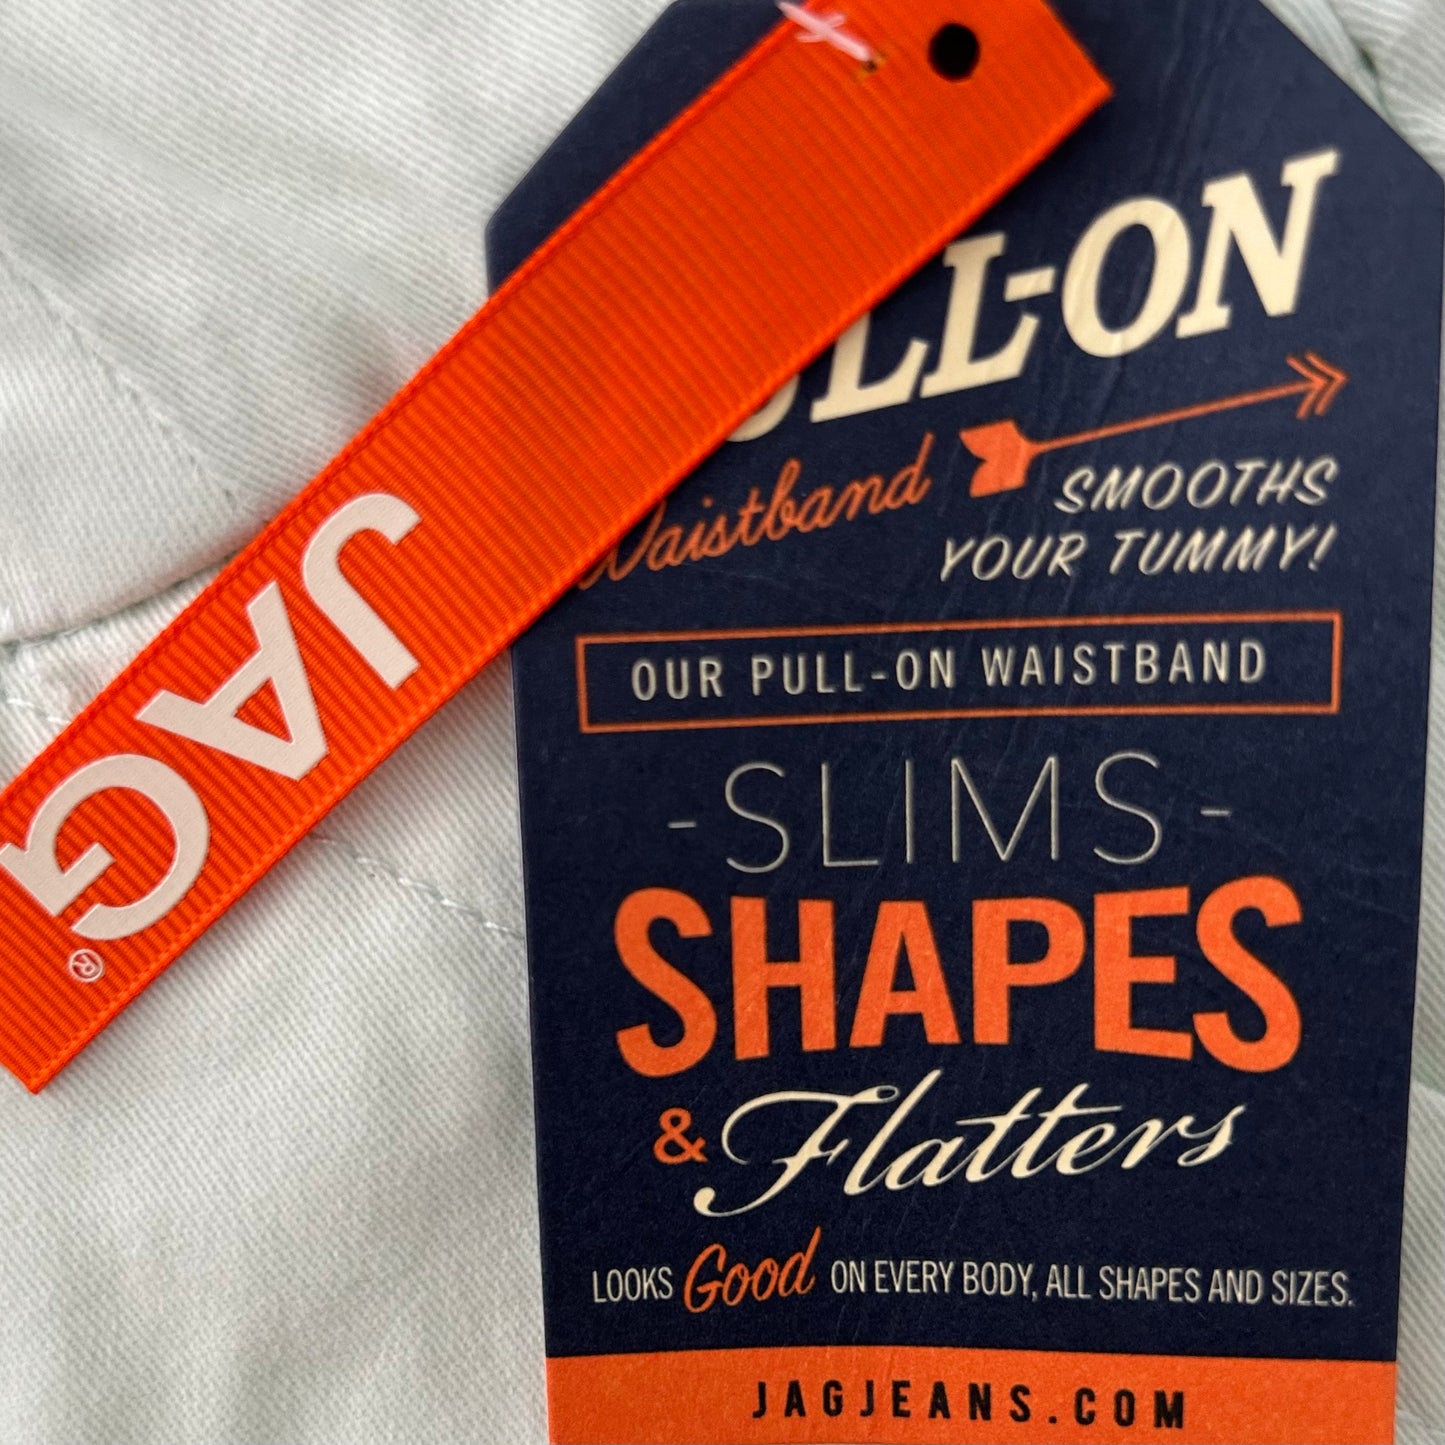 JAG®
LL-ON
Waistband
SMOOTHS
YOUR TUMMY!
OUR PULL-ON WAISTBAND
-SLIMS-
SHAPES
& Flatters
LOOKS Good ON EVERY BODY, ALL SHAPES AND SIZES.
JAGJEANS.COM